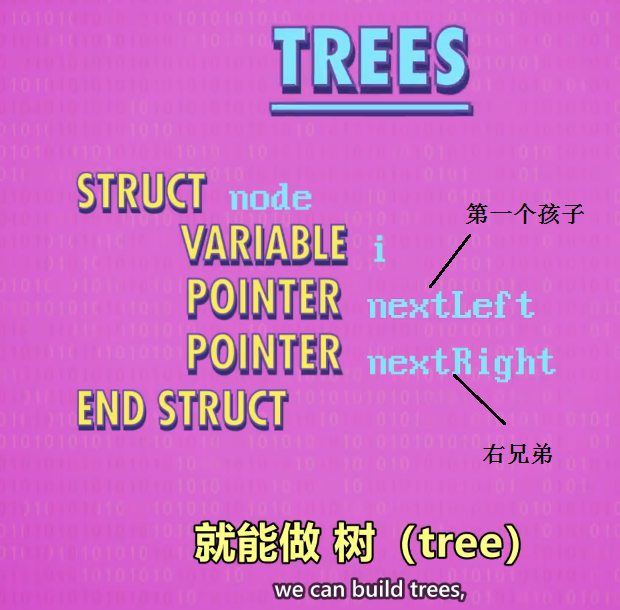 TREES
STRUCT node
VARIABLE i
第一个孩子
POINTER nextLeft
POINTER nextRight
END STRUCT
右兄弟
就能做 树（tree）
we can build trees,